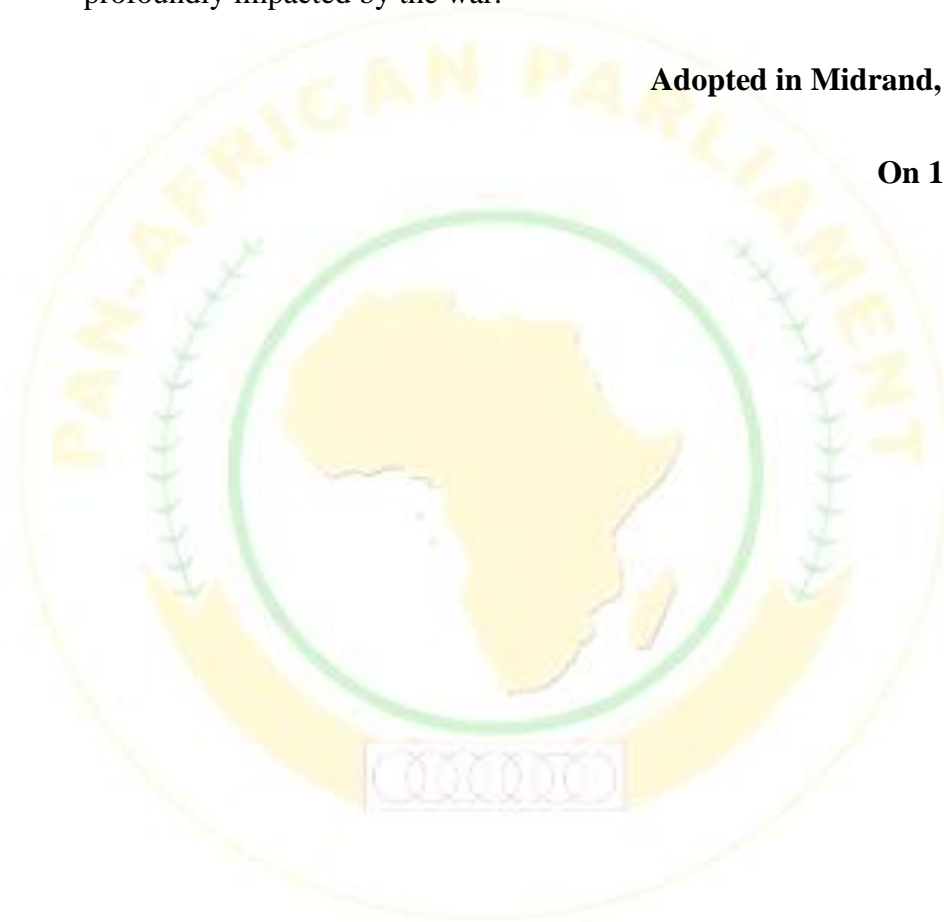 profoundly impacted by the war.
Adopted in Midrand,
On 1
PAN-AFRICAN PARLIAMENT